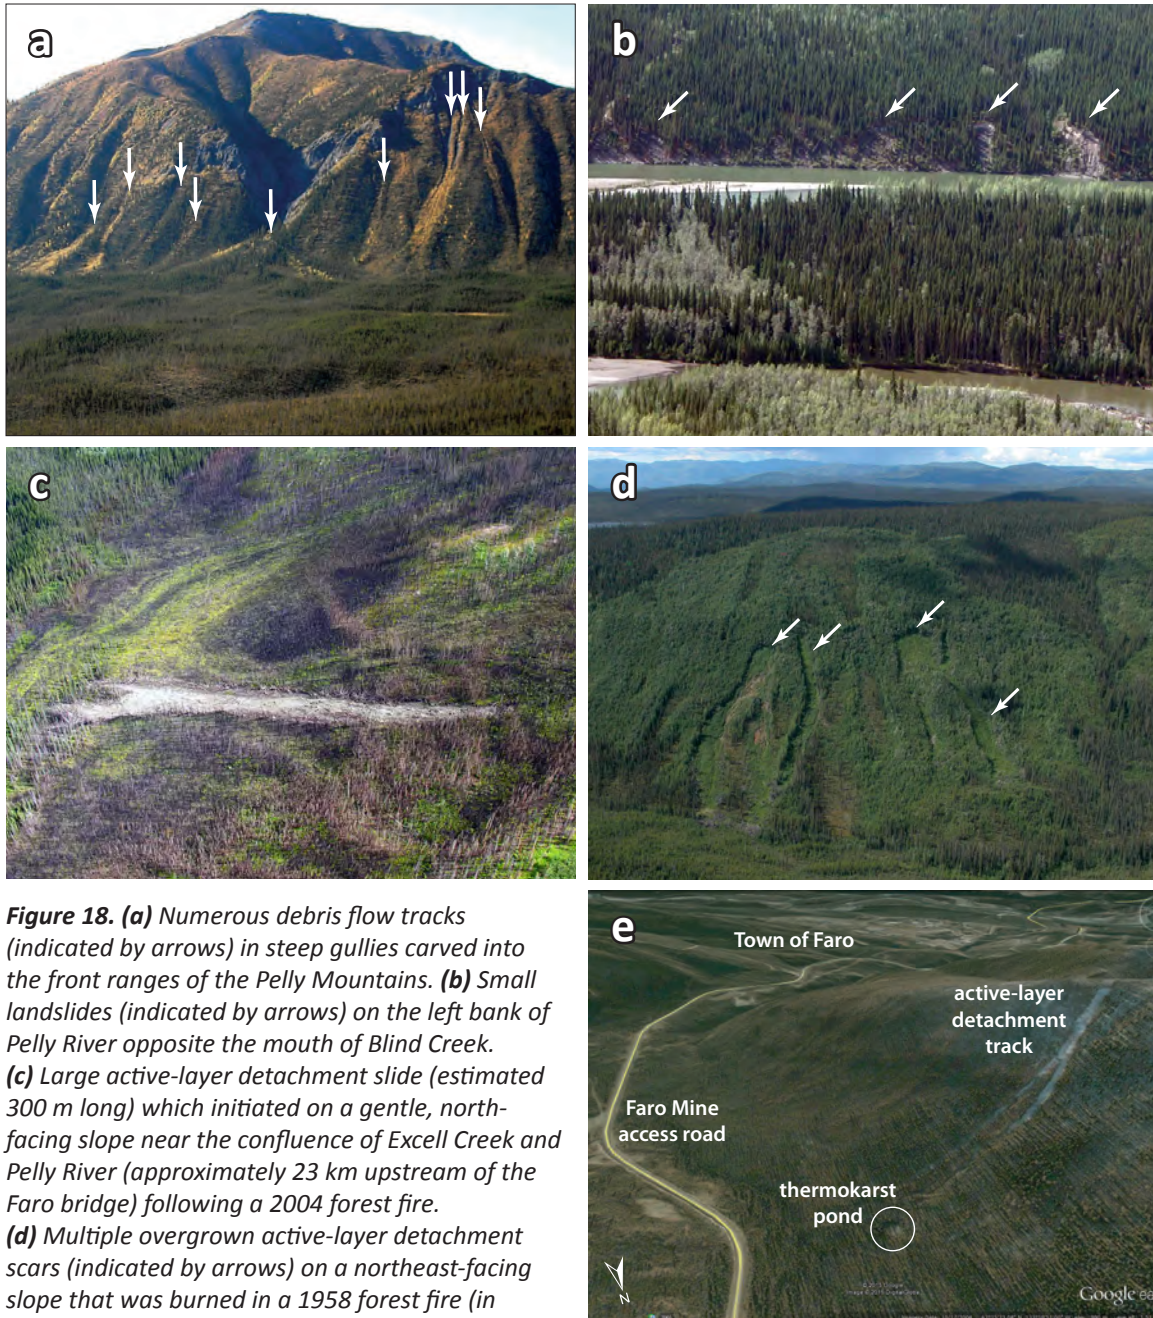 a
b
c
d
Figure 18. (a) Numerous debris flow tracks
(indicated by arrows) in steep gullies carved into
the front ranges of the Pelly Mountains. (b) Small
landslides (indicated by arrows) on the left bank of
Pelly River opposite the mouth of Blind Creek.
(c) Large active-layer detachment slide (estimated
300 m long) which initiated on a gentle, north-
facing slope near the confluence of Excell Creek and
Pelly River (approximately 23 km upstream of the
Faro bridge) following a 2004 forest fire.
(d) Multiple overgrown active-layer detachment
scars (indicated by arrows) on a northeast-facing
slope that was burned in a 1958 forest fire (in
e
Town of Faro
active-layer
detachment
track
Faro Mine
access road
thermokarst
pond
N
Google